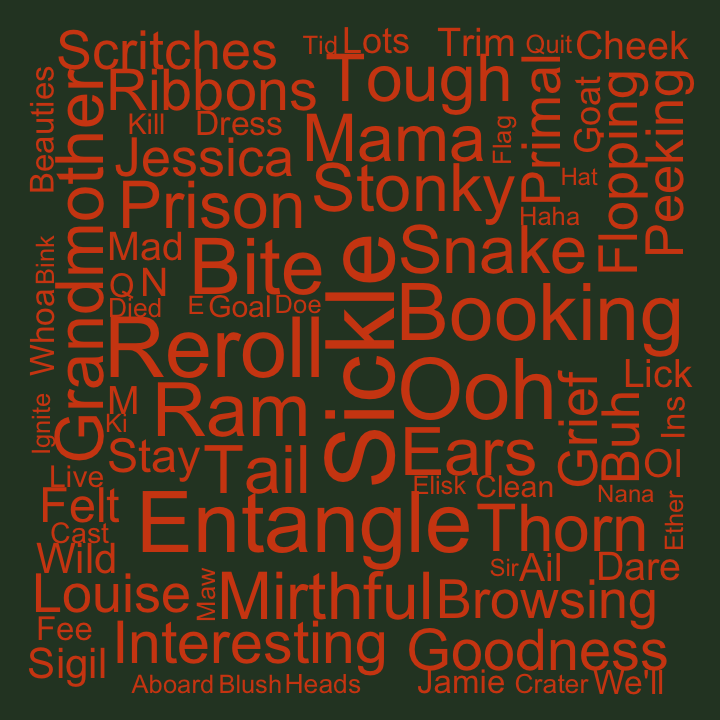 Scritches
Tid
Lots
Trim
Quit
Cheek
Ribbons
Tough
Beauties
Grandmother
Kill
Dress
Mama
Flag
Primal
Goat
Flopping
Peeking
Jessica
Stonky
Hat
Prison
Haha
Mad
Bite
Sickle
Snake
Whoa
Bink
Q
N
Died
E
Goal
Doe
Booking
Reroll
Ooh
Lick
Ignite
M
Ki
Ram
Grief
Buh
Ins
Stay
Tail
Ears
Ol
Live
Elisk
Clean
Nana
Felt
Entangle
Thorn
Ether
Cast
Wild
Sir
Ail
Dare
Louise
Maw
Mirthful
Browsing
Fee
Interesting
Goodness
Sigil
Aboard
Blush
Heads
Jamie
Crater
We'll